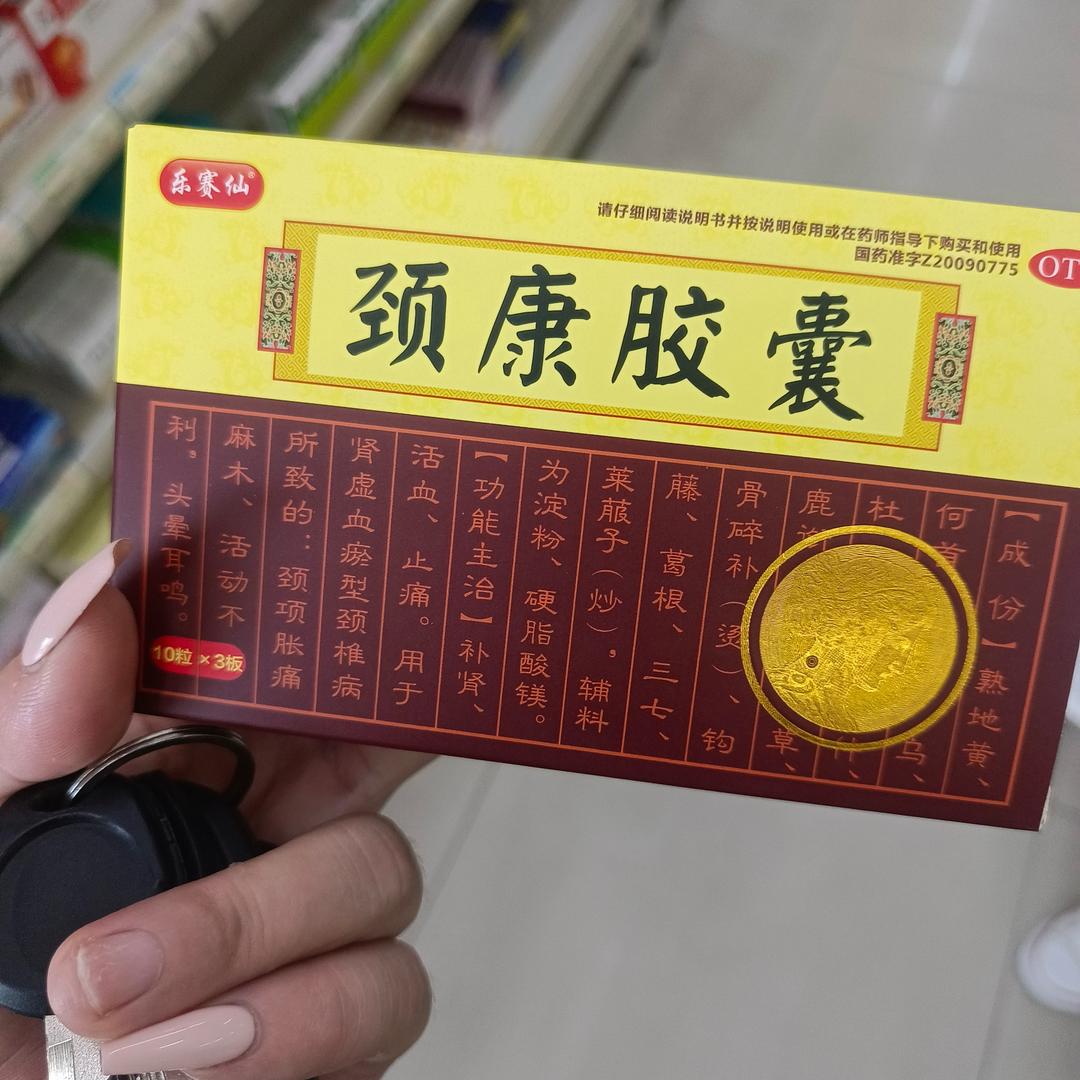 乐赛仙®
请仔细阅读说明书并按说明使用或在药师指导下购买和使用
国药准字Z20090775
OT
颈康胶囊
【成份】熟地黄、
何首乌、
杜
鹿 草、
骨碎补（烫）、钩
藤、葛根、三七、
莱菔子（炒）。辅料
为淀粉、硬脂酸镁。
【功能主治】补肾、
活血、止痛。用于
肾虚血瘀型颈椎病
所致的：颈项胀痛
麻木、活动不
利。头晕耳鸣。
10粒×3板